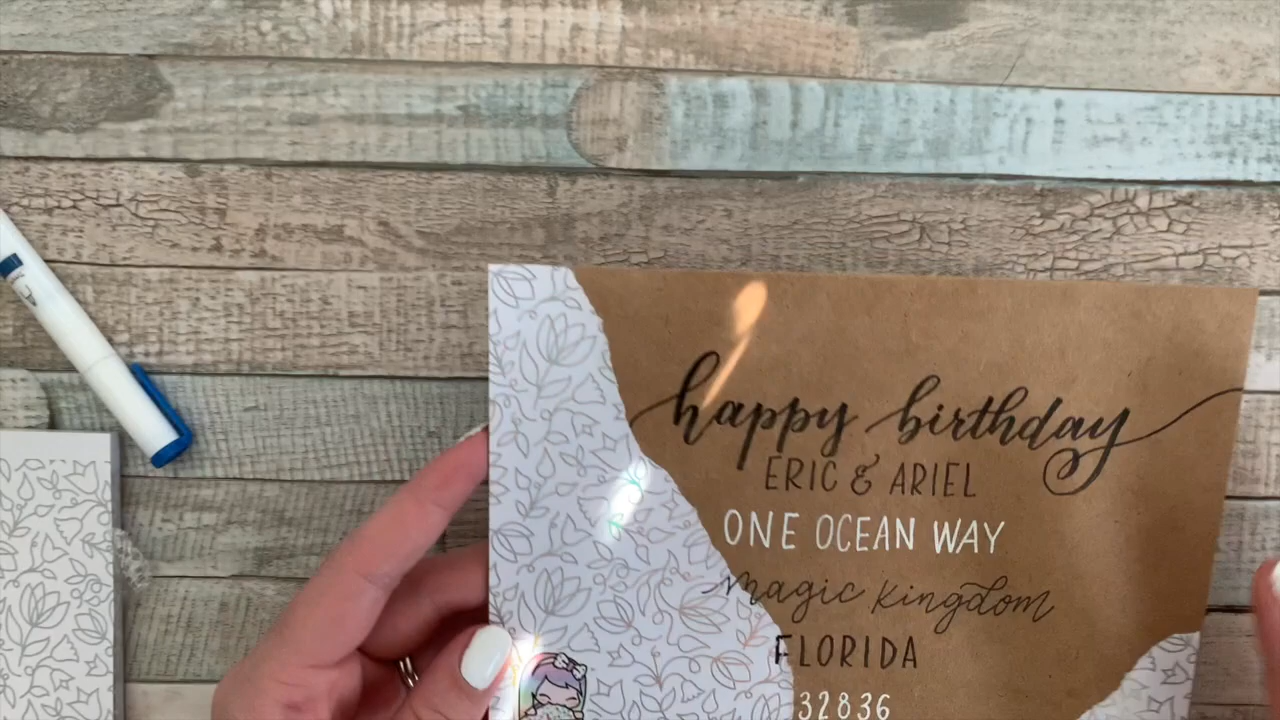 happy birthday
ERIC & ARIEL
ONE OCEAN WAY
magic kingdom
FLORIDA
32836